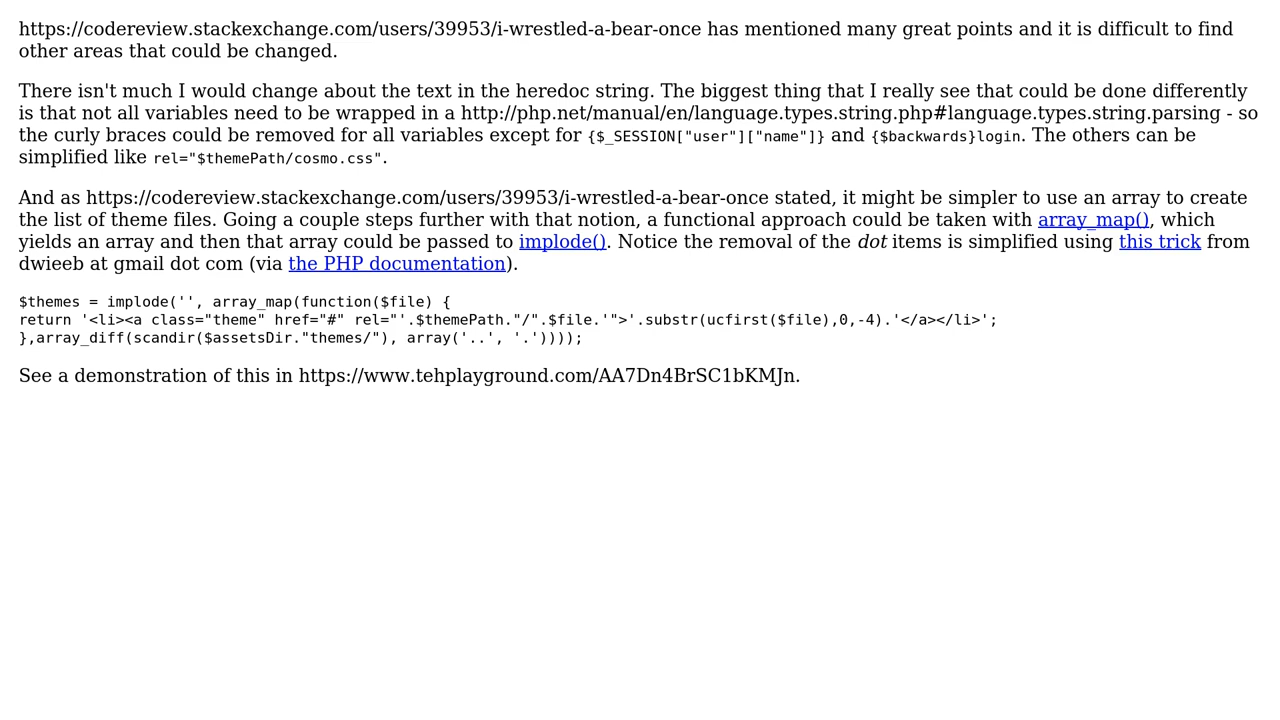 https://codereview.stackexchange.com/users/39953/i-wrestled-a-bear-once has mentioned many great points and it is difficult to find
other areas that could be changed.
There isn't much I would change about the text in the heredoc string. The biggest thing that I really see that could be done differently
is that not all variables need to be wrapped in a http://php.net/manual/en/language.types.string.php#language.types.string.parsing - so
the curly braces could be removed for all variables except for {$_SESSION["user"]["name"]} and {$backwards}login. The others can be
simplified like rel="$themePath/cosmo.css".
And as https://codereview.stackexchange.com/users/39953/i-wrestled-a-bear-once stated, it might be simpler to use an array to create
the list of theme files. Going a couple steps further with that notion, a functional approach could be taken with array_map(), which
yields an array and then that array could be passed to implode(). Notice the removal of the dot items is simplified using this trick from
dwieeb at gmail dot com (via the PHP documentation).
$themes = implode('', array_map(function($file) {
return '<li><a class="theme" href="#" rel="'.$themePath."/".$file.'">'.substr(ucfirst($file),0,-4).'</a></li>';
},array_diff(scandir($assetsDir."themes/"), array('..', '.'))));
See a demonstration of this in https://www.tehplayground.com/AA7Dn4BrSC1bKMJn.